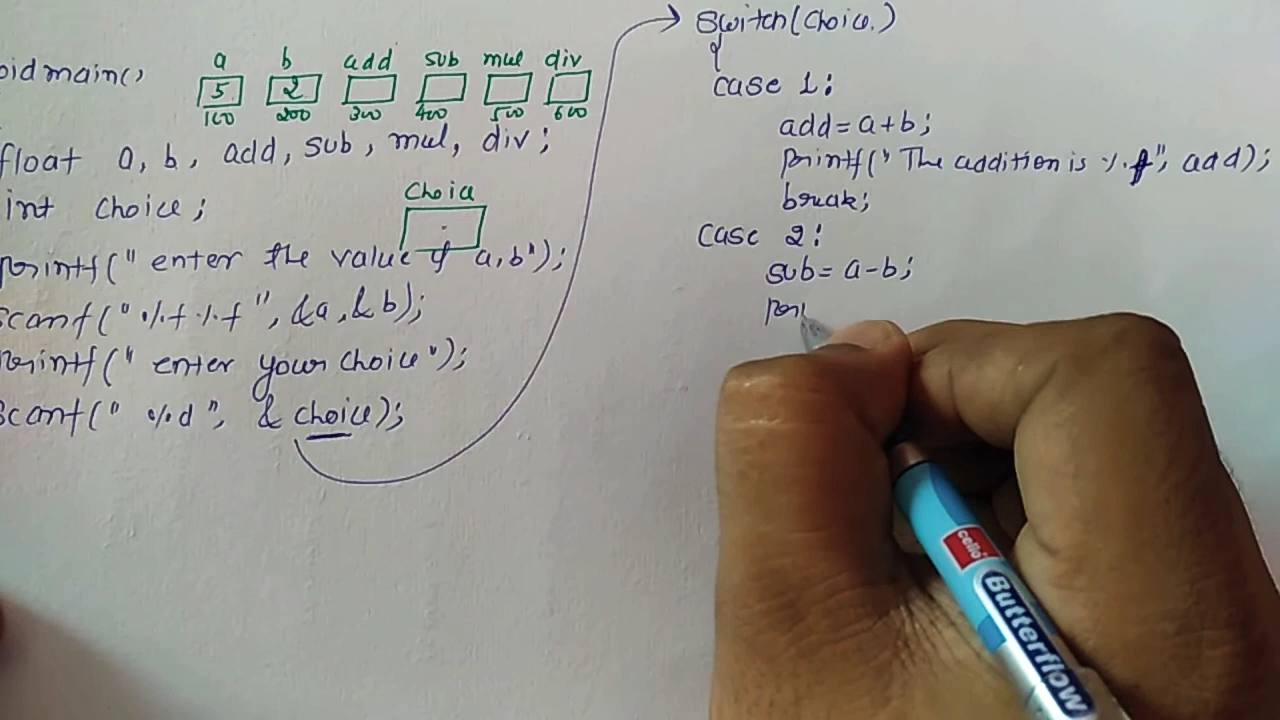 oid main()
a b add sub mul div
5 2
100 200 300 400 500 600
float a, b, add, sub, mul, div;
int choice;
Choice
printf(" enter the value of a,b");
scanf(" %f %f ", &a, & b);
printf(" enter your choice");
scanf(" %d ", & choice);
switch(choice)
{
case 1:
add = a+b;
printf(" The addition is %f", add);
break;
case 2:
sub = a-b;
pri
cello
Butterflow